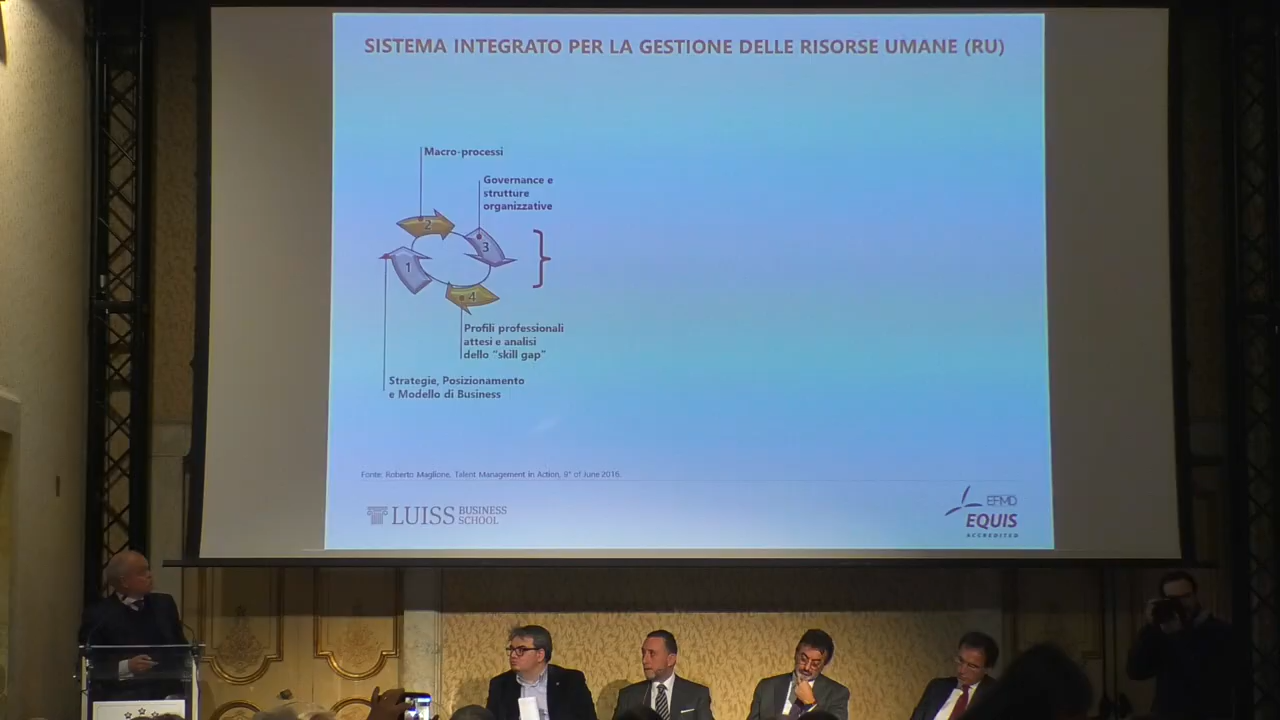 SISTEMA INTEGRATO PER LA GESTIONE DELLE RISORSE UMANE (RU)
Macro-processi
Governance e
strutture
organizzative
2
3
1
4
Profili professionali
attesi e analisi
dello "skill gap"
Strategie, Posizionamento
e Modello di Business
Fonte: Roberto Maglione, Talent Management in Action, 9° of June 2016.
LUISS BUSINESS
SCHOOL
EFMD
EQUIS
ACCREDITED